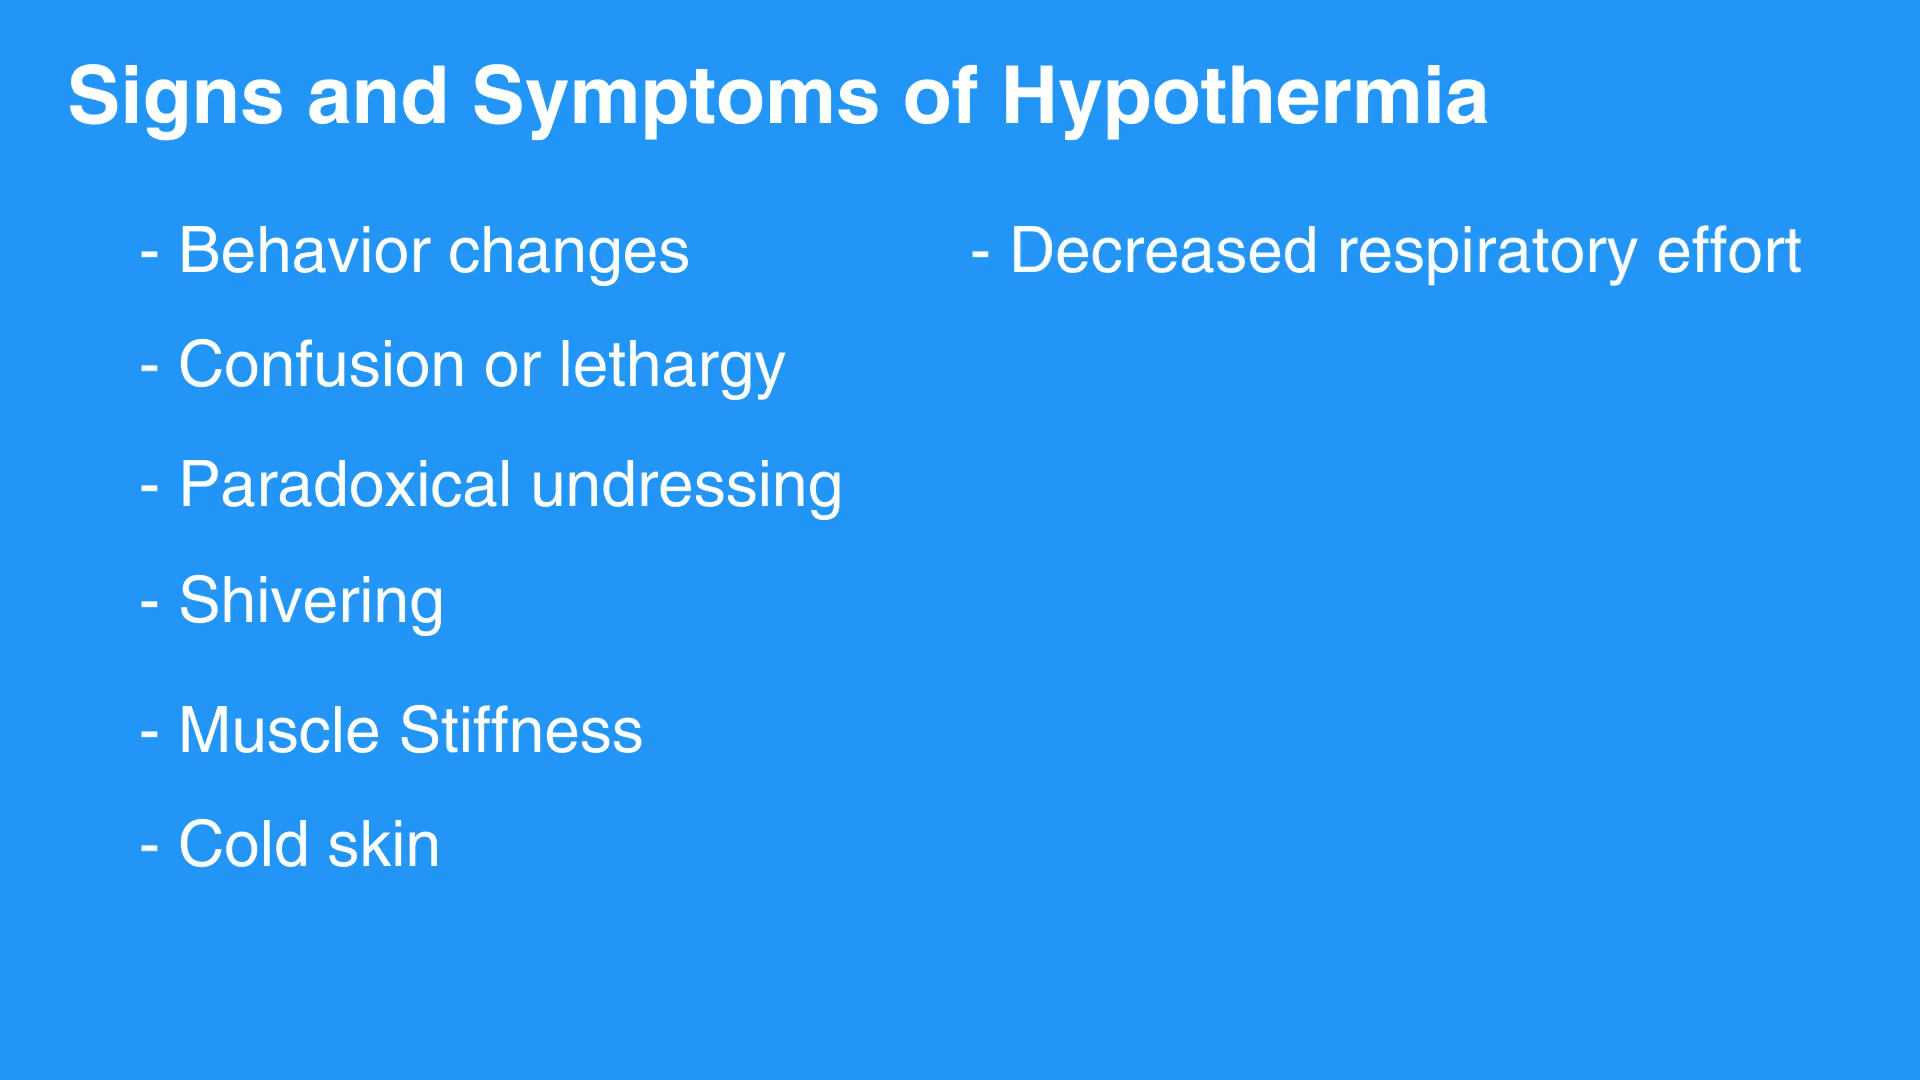 Signs and Symptoms of Hypothermia
- Behavior changes
- Confusion or lethargy
- Paradoxical undressing
- Shivering
- Muscle Stiffness
- Cold skin
- Decreased respiratory effort